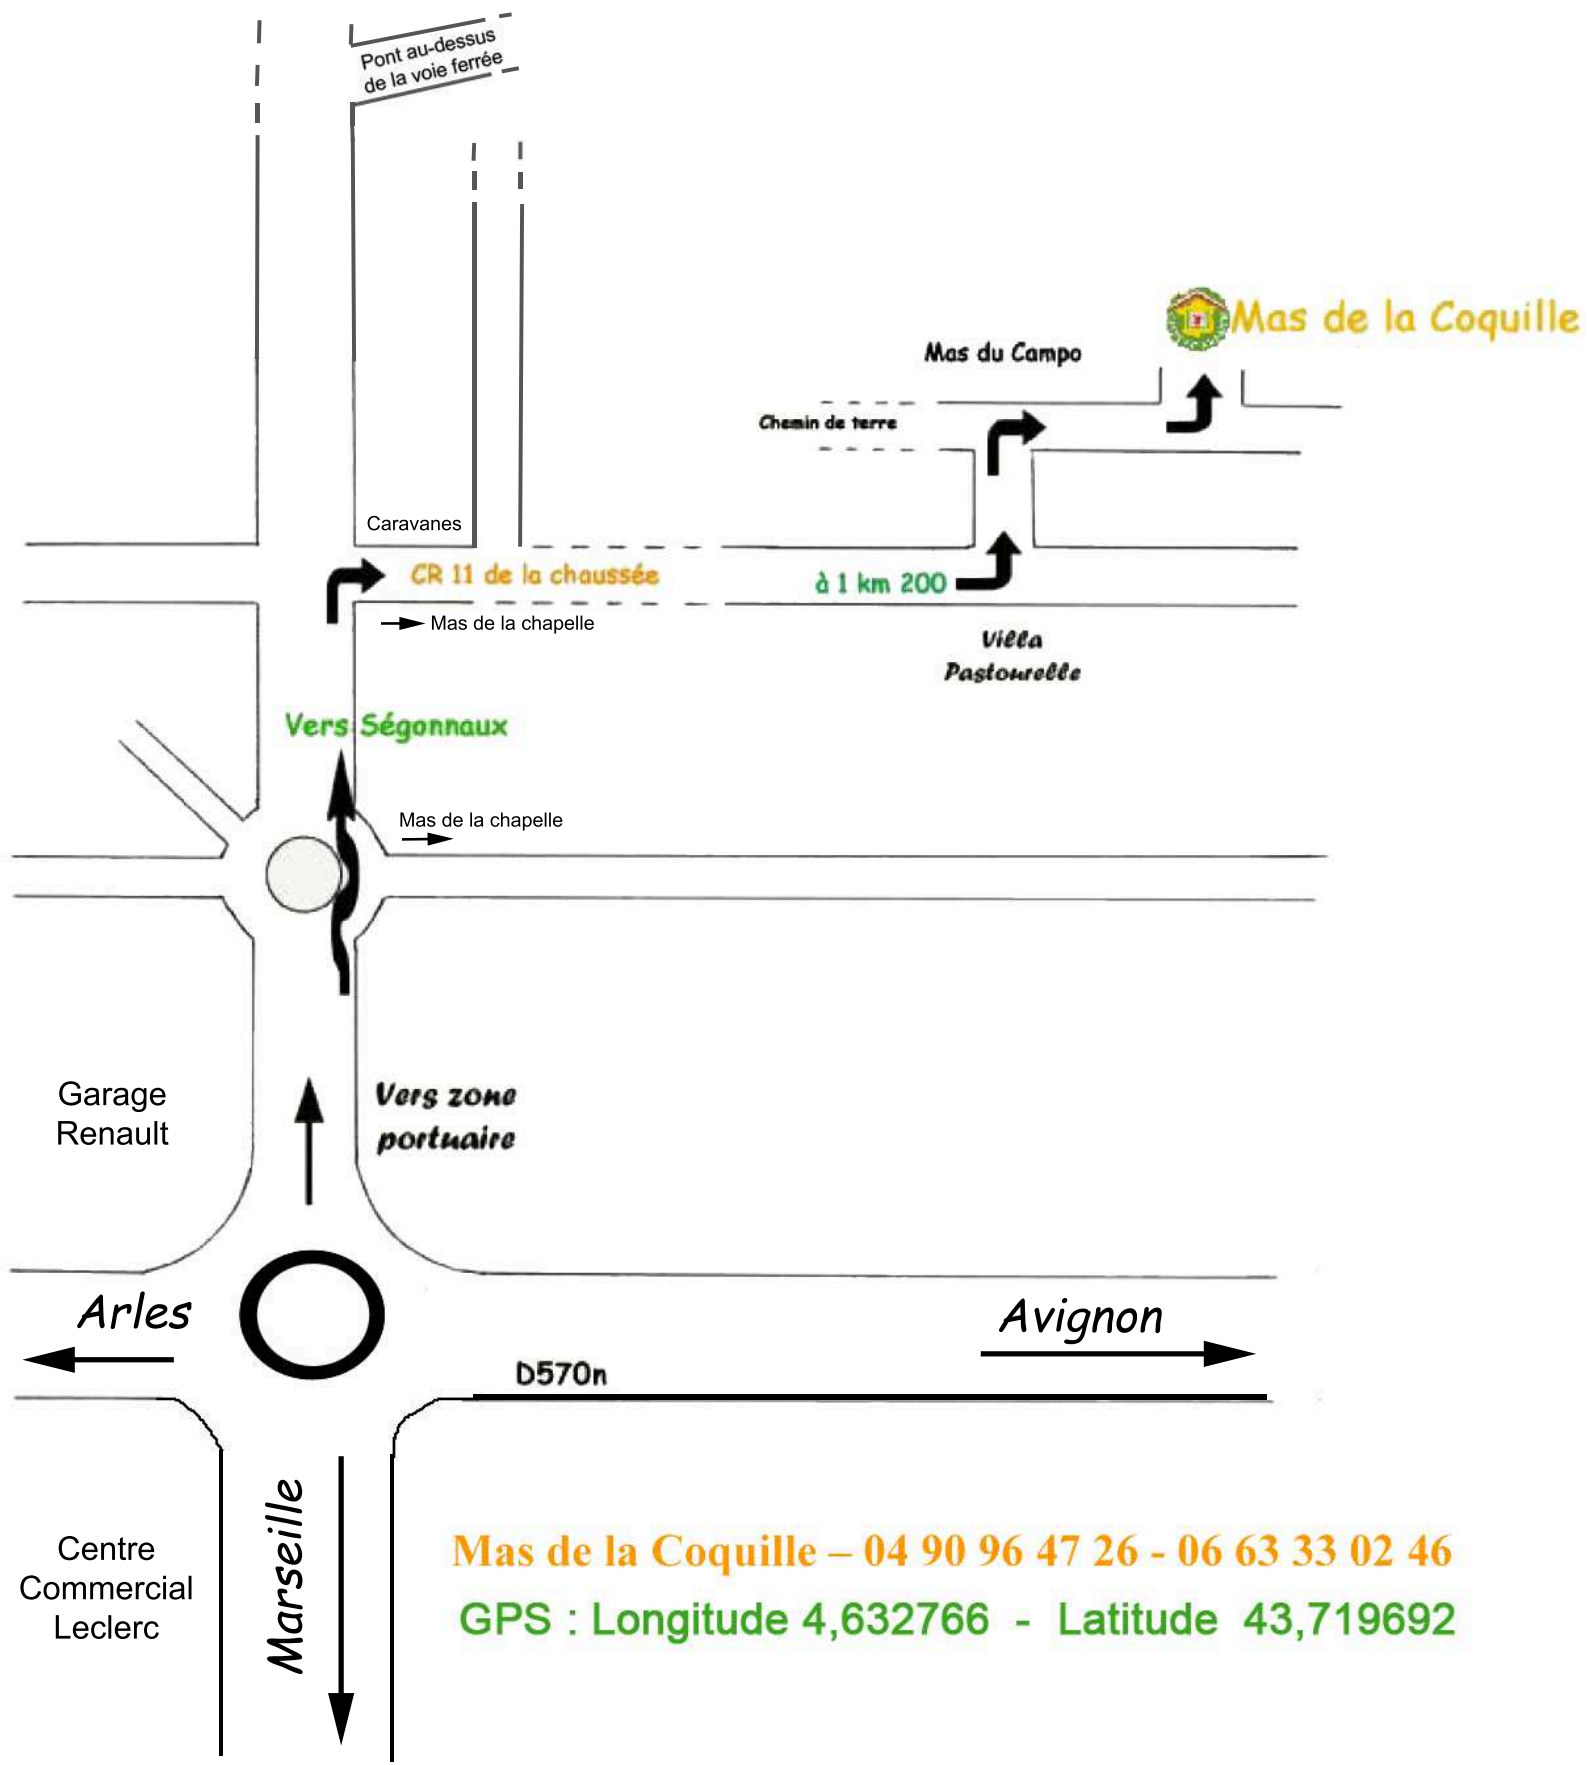 Pont au-dessus
de la voie ferrée
Mas de la Coquille
Mas du Campo
Chemin de terre
Caravanes
CR 11 de la chaussée
à 1 km 200
Mas de la chapelle
Villa
Pastourelle
Vers Ségonnaux
Mas de la chapelle
Garage
Renault
Vers zone
portuaire
Arles
Avignon
D570n
Marseille
Centre
Commercial
Leclerc
Mas de la Coquille – 04 90 96 47 26 - 06 63 33 02 46
GPS : Longitude 4,632766 - Latitude 43,719692